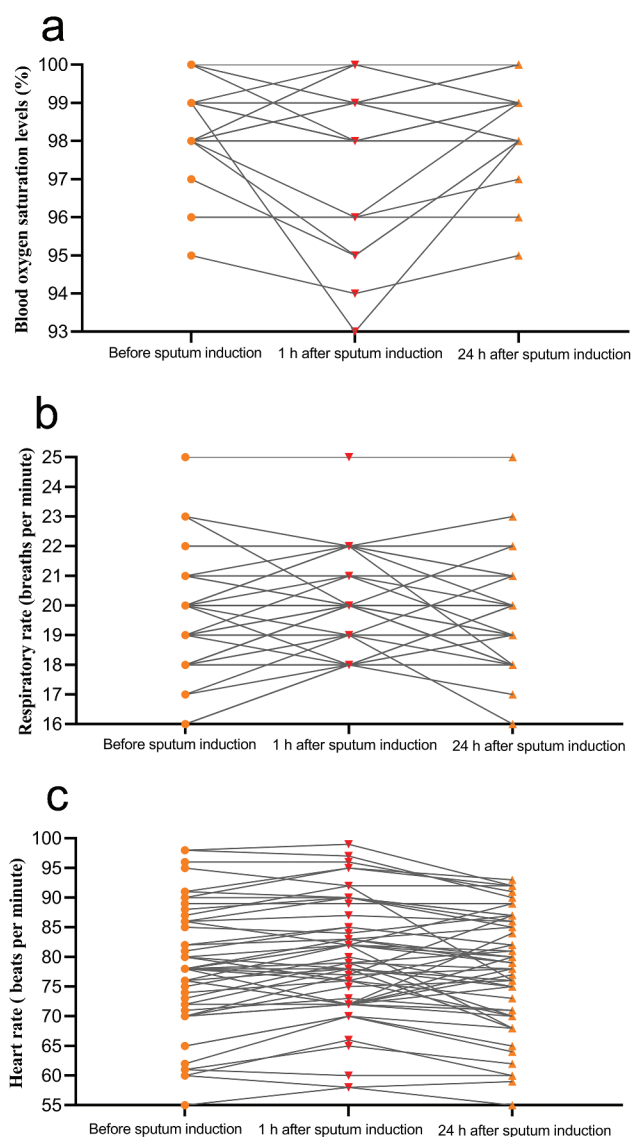 a
Blood oxygen saturation levels (%)
100
99
98
97
96
95
94
93
Before sputum induction
1 h after sputum induction
24 h after sputum induction
b
Respiratory rate (breaths per minute)
25
24
23
22
21
20
19
18
17
16
Before sputum induction
1 h after sputum induction
24 h after sputum induction
c
Heart rate ( beats per minute)
100
95
90
85
80
75
70
65
60
55
Before sputum induction
1 h after sputum induction
24 h after sputum induction